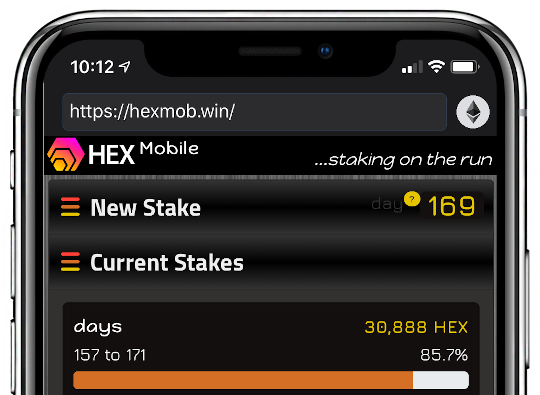 10:12
https://hexmob.win/
HEX Mobile
...staking on the run
New Stake
day ? 169
Current Stakes
days 30,888 HEX
157 to 171 85.7%